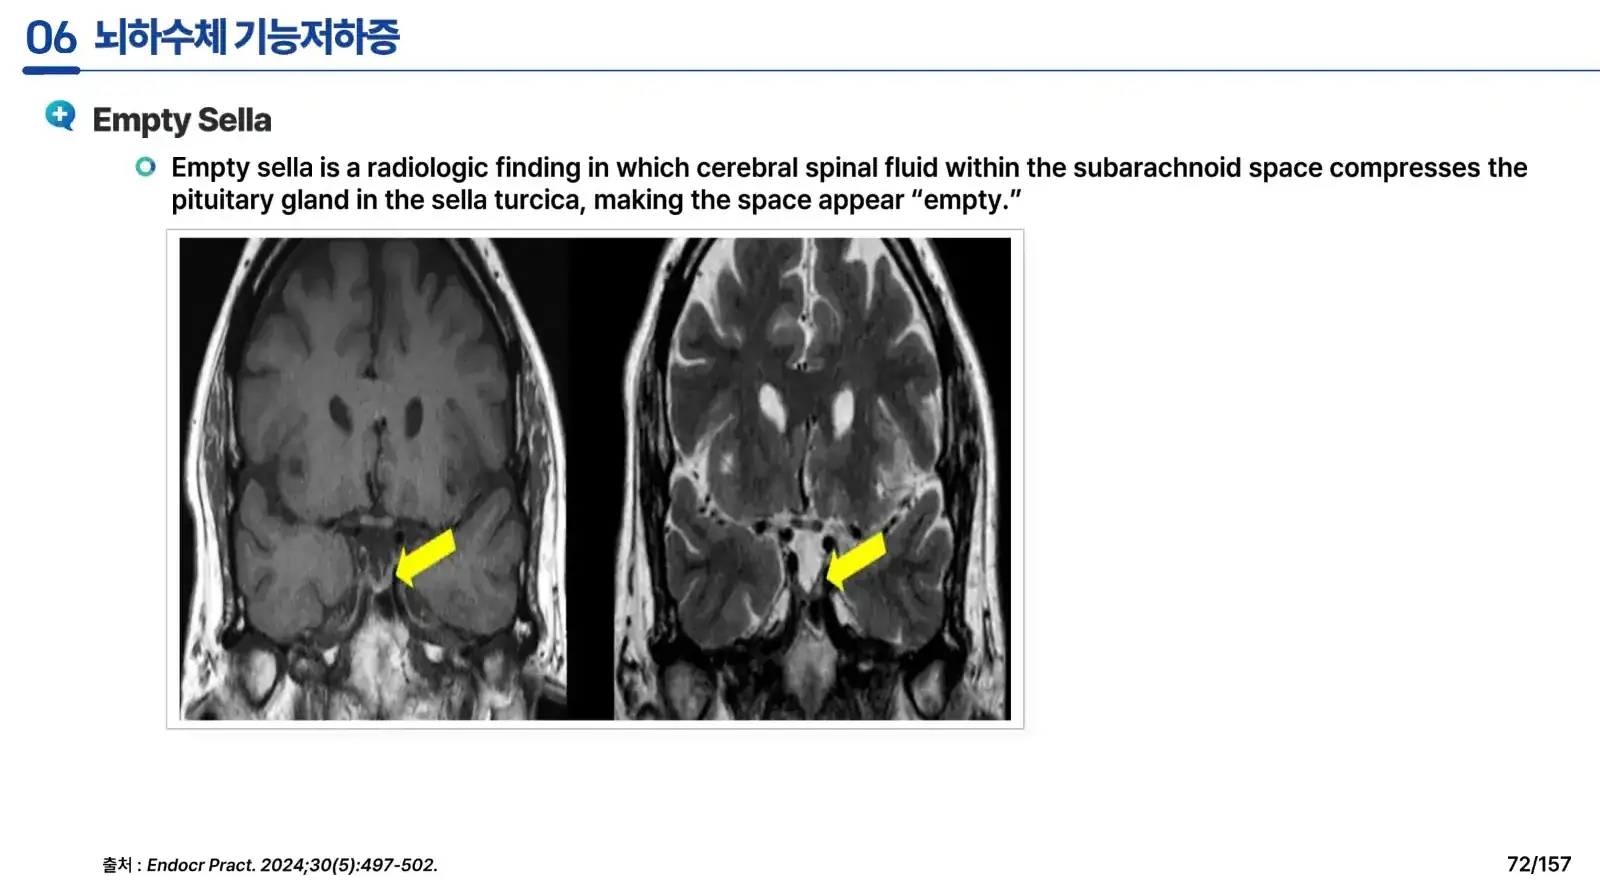 06 뇌하수체 기능저하증
Empty Sella
Empty sella is a radiologic finding in which cerebral spinal fluid within the subarachnoid space compresses the
pituitary gland in the sella turcica, making the space appear “empty.”
출처 : Endocr Pract. 2024;30(5):497-502.
72/157